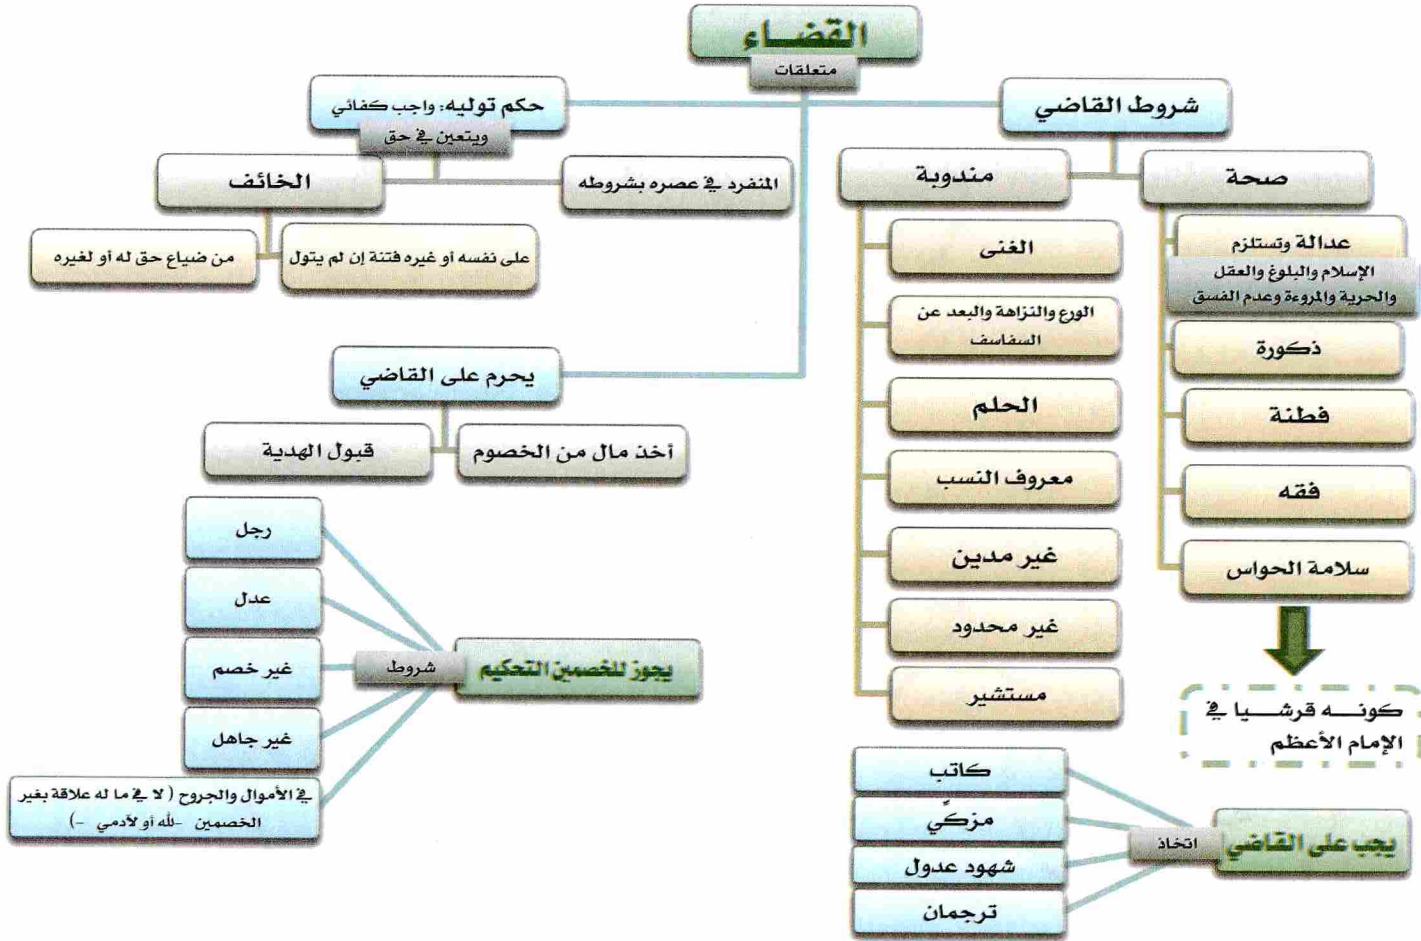 القضــاء
متعلقات
شروط القاضي
صحة
عدالة وتستلزم
الإسلام والبلوغ والعقل
والحرية والمروءة وعدم الفسق
ذكورة
فطنة
فقه
سلامة الحواس
كونــه قرشــيا في
الإمام الأعظم
مندوبة
الغنى
الورع والنزاهة والبعد عن
السفاسف
الحلم
معروف النسب
غير مدين
غير محدود
مستشير
حكم توليه: واجب كفائي
ويتعين في حق
المنفرد في عصره بشروطه
الخائف
على نفسه أو غيره فتنة إن لم يتول
من ضياع حق له أو لغيره
يحرم على القاضي
أخذ مال من الخصوم
قبول الهدية
يجوز للخصمين التحكيم
شروط
رجل
عدل
غير خصم
غير جاهل
في الأموال والجروح ( لا في ما له علاقة بغير
الخصمين -لله أو لآدمي -)
يجب على القاضي
اتخاذ
كاتب
مزكّي
شهود عدول
ترجمان